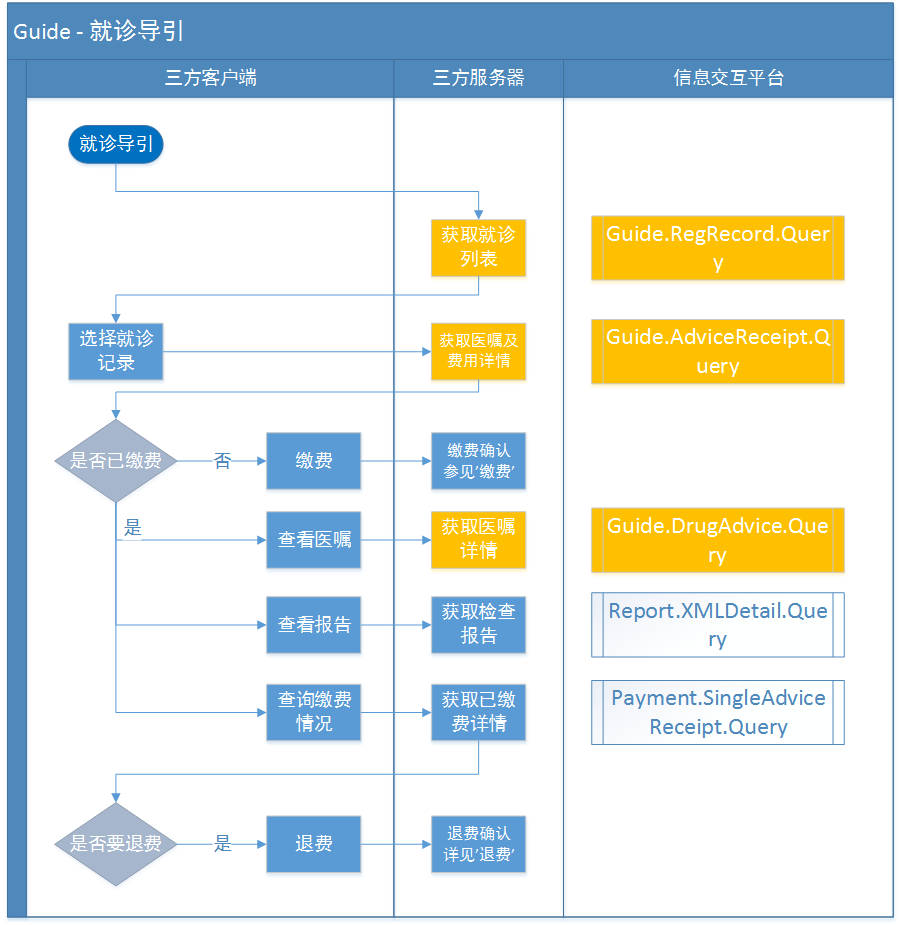 Guide - 就诊导引
三方客户端
三方服务器
信息交互平台
就诊导引
获取就诊
列表
Guide.RegRecord.Quer
y
选择就诊
记录
获取医嘱及
费用详情
Guide.AdviceReceipt.Q
uery
是否已缴费
否
缴费
缴费确认
参见’缴费’
是
查看医嘱
获取医嘱
详情
Guide.DrugAdvice.Que
ry
查看报告
获取检查
报告
Report.XMLDetail.Que
ry
查询缴费
情况
获取已缴
费详情
Payment.SingleAdvice
Receipt.Query
是否要退费
是
退费
退费确认
详见’退费’